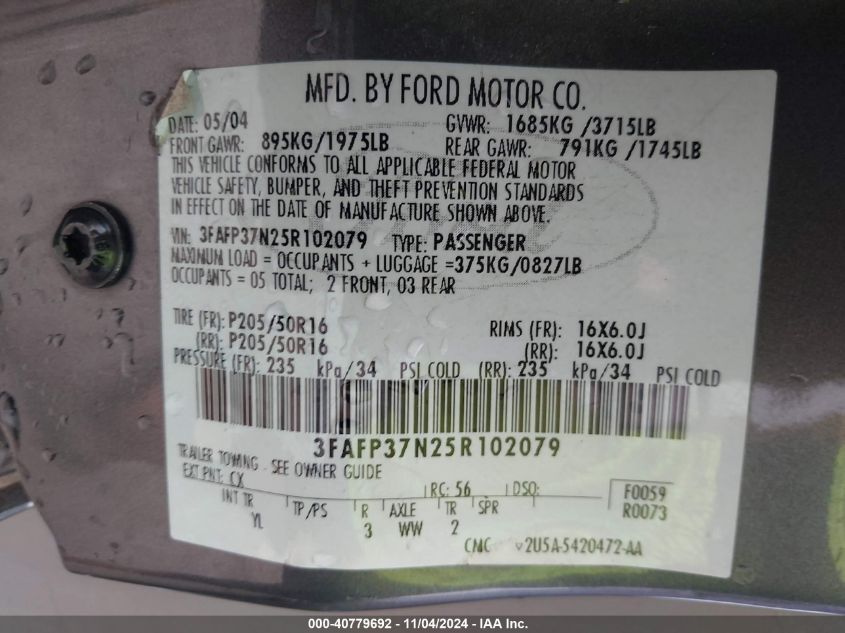 MFD. BY FORD MOTOR CO.
DATE: 05/04 GVWR: 1685KG /3715LB
FRONT GAWR: 895KG/1975LB REAR GAWR: 791KG /1745LB
THIS VEHICLE CONFORMS TO ALL APPLICABLE FEDERAL MOTOR
VEHICLE SAFETY, BUMPER, AND THEFT PREVENTION STANDARDS
IN EFFECT ON THE DATE OF MANUFACTURE SHOWN ABOVE.
VIN: 3FAFP37N25R102079 TYPE: PASSENGER
MAXIMUM LOAD = OCCUPANTS + LUGGAGE =375KG/0827LB
OCCUPANTS = 05 TOTAL; 2 FRONT, 03 REAR
TIRE (FR): P205/50R16 RIMS (FR): 16X6.0J
(RR): P205/50R16 (RR): 16X6.0J
PRESSURE (FR): 235 kPa/34 PSI COLD (RR): 235 kPa/34 PSI COLD
3FAFP37N25R102079
TRAILER TOWING - SEE OWNER GUIDE
EXT PNT: CX RC: 56 DSO: F0059
INT TR TP/PS R AXLE TR SPR R0073
YL 3 WW 2
CMC v2U5A-5420472-AA
000-40779692 - 11/04/2024 - IAA Inc.